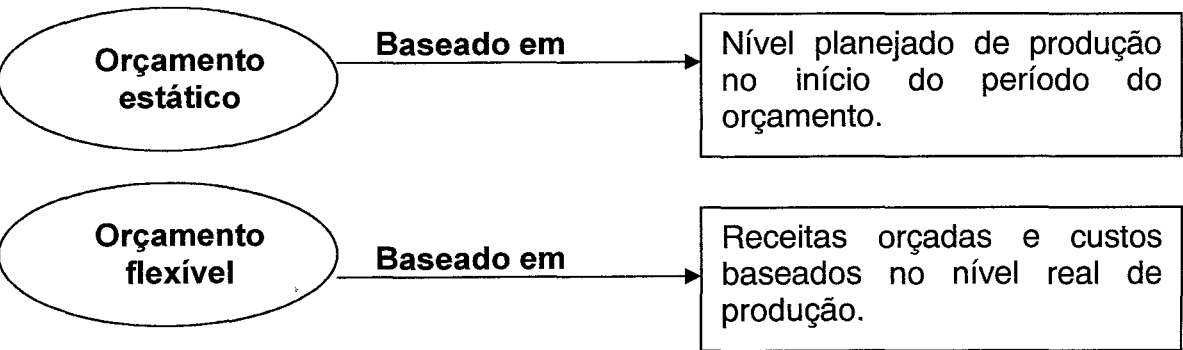 Orçamento
estático
Baseado em
Nível planejado de produção
no início do período do
orçamento.
Orçamento
flexível
Baseado em
Receitas orçadas e custos
baseados no nível real de
produção.